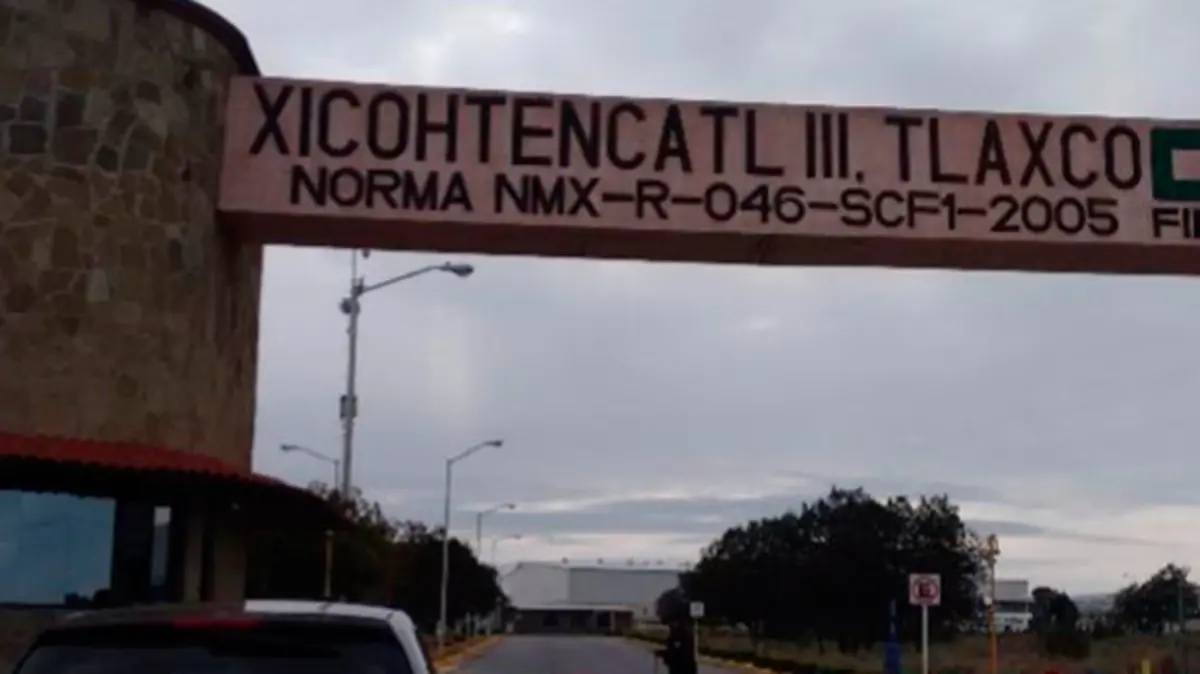 XICOHTENCATL III. TLAXCO
NORMA NMX-R-046-SCF1-2005